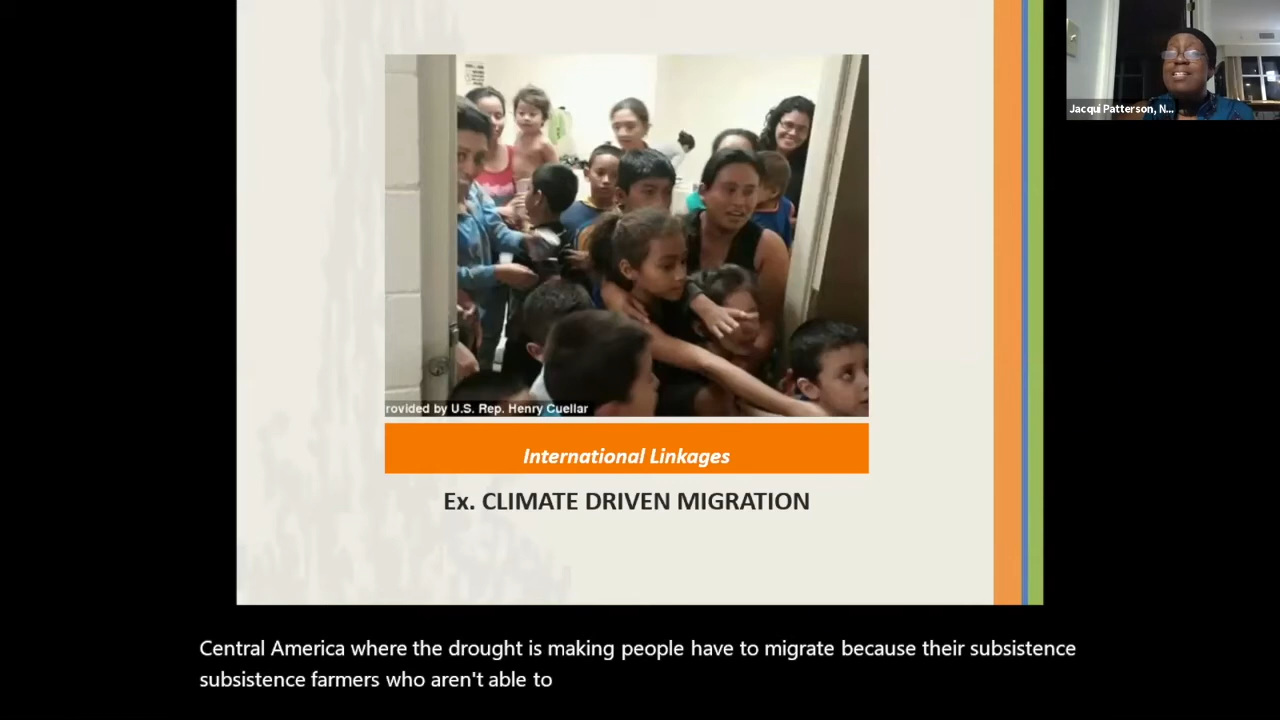 Jacqui Patterson, N...
rovided by U.S. Rep. Henry Cuellar
International Linkages
Ex. CLIMATE DRIVEN MIGRATION
Central America where the drought is making people have to migrate because their subsistence
subsistence farmers who aren't able to